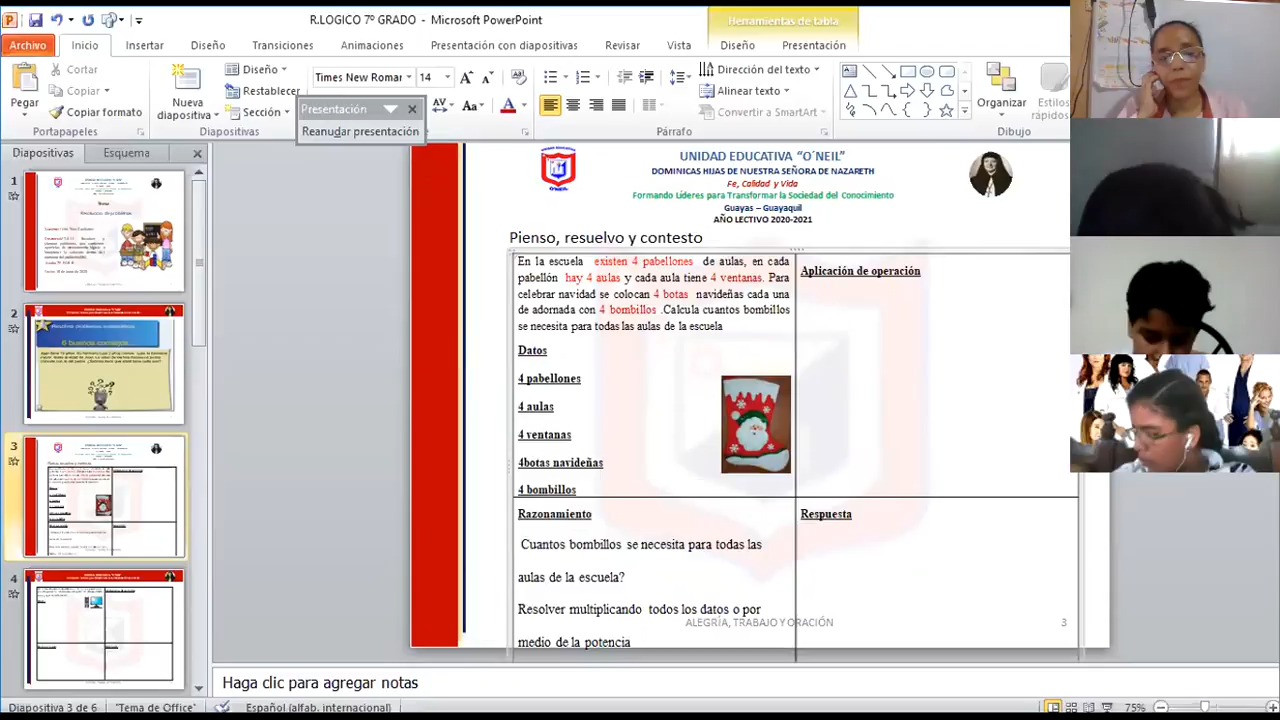 R.LOGICO 7º GRADO - Microsoft PowerPoint
Herramientas de tabla
Archivo
Inicio
Insertar
Diseño
Transiciones
Animaciones
Presentación con diapositivas
Revisar
Vista
Diseño
Presentación
Pegar
Cortar
Copiar
Copiar formato
Portapapeles
Nueva
diapositiva
Diseño
Restablecer
Sección
Diapositivas
Times New Romar
14
Aa
A
Presentación
Reanudar presentación
Dirección del texto
Alinear texto
Convertir a SmartArt
Párrafo
Organizar
Estilos
rápidos
Dibujo
Diapositivas
Esquema
1
2
3
4
6 buenos consejos...
UNIDAD EDUCATIVA “O´NEIL”
DOMINICAS HIJAS DE NUESTRA SEÑORA DE NAZARETH
Fe, Calidad y Vida
Formando Líderes para Transformar la Sociedad del Conocimiento
Guayas – Guayaquil
AÑO LECTIVO 2020-2021
Pienso, resuelvo y contesto
En la escuela existen 4 pabellones de aulas, en cada
pabellón hay 4 aulas y cada aula tiene 4 ventanas. Para
celebrar navidad se colocan 4 botas navideñas cada una
de adornada con 4 bombillos .Calcula cuantos bombillos
se necesita para todas las aulas de la escuela
Datos
4 pabellones
4 aulas
4 ventanas
4botas navideñas
4 bombillos
Aplicación de operación
Razonamiento
Cuantos bombillos se necesita para todas las
aulas de la escuela?
Resolver multiplicando todos los datos o por
medio de la potencia
Respuesta
ALEGRÍA, TRABAJO Y ORACIÓN
3
Haga clic para agregar notas
Diapositiva 3 de 6
"Tema de Office"
Español (alfab. internacional)
75%